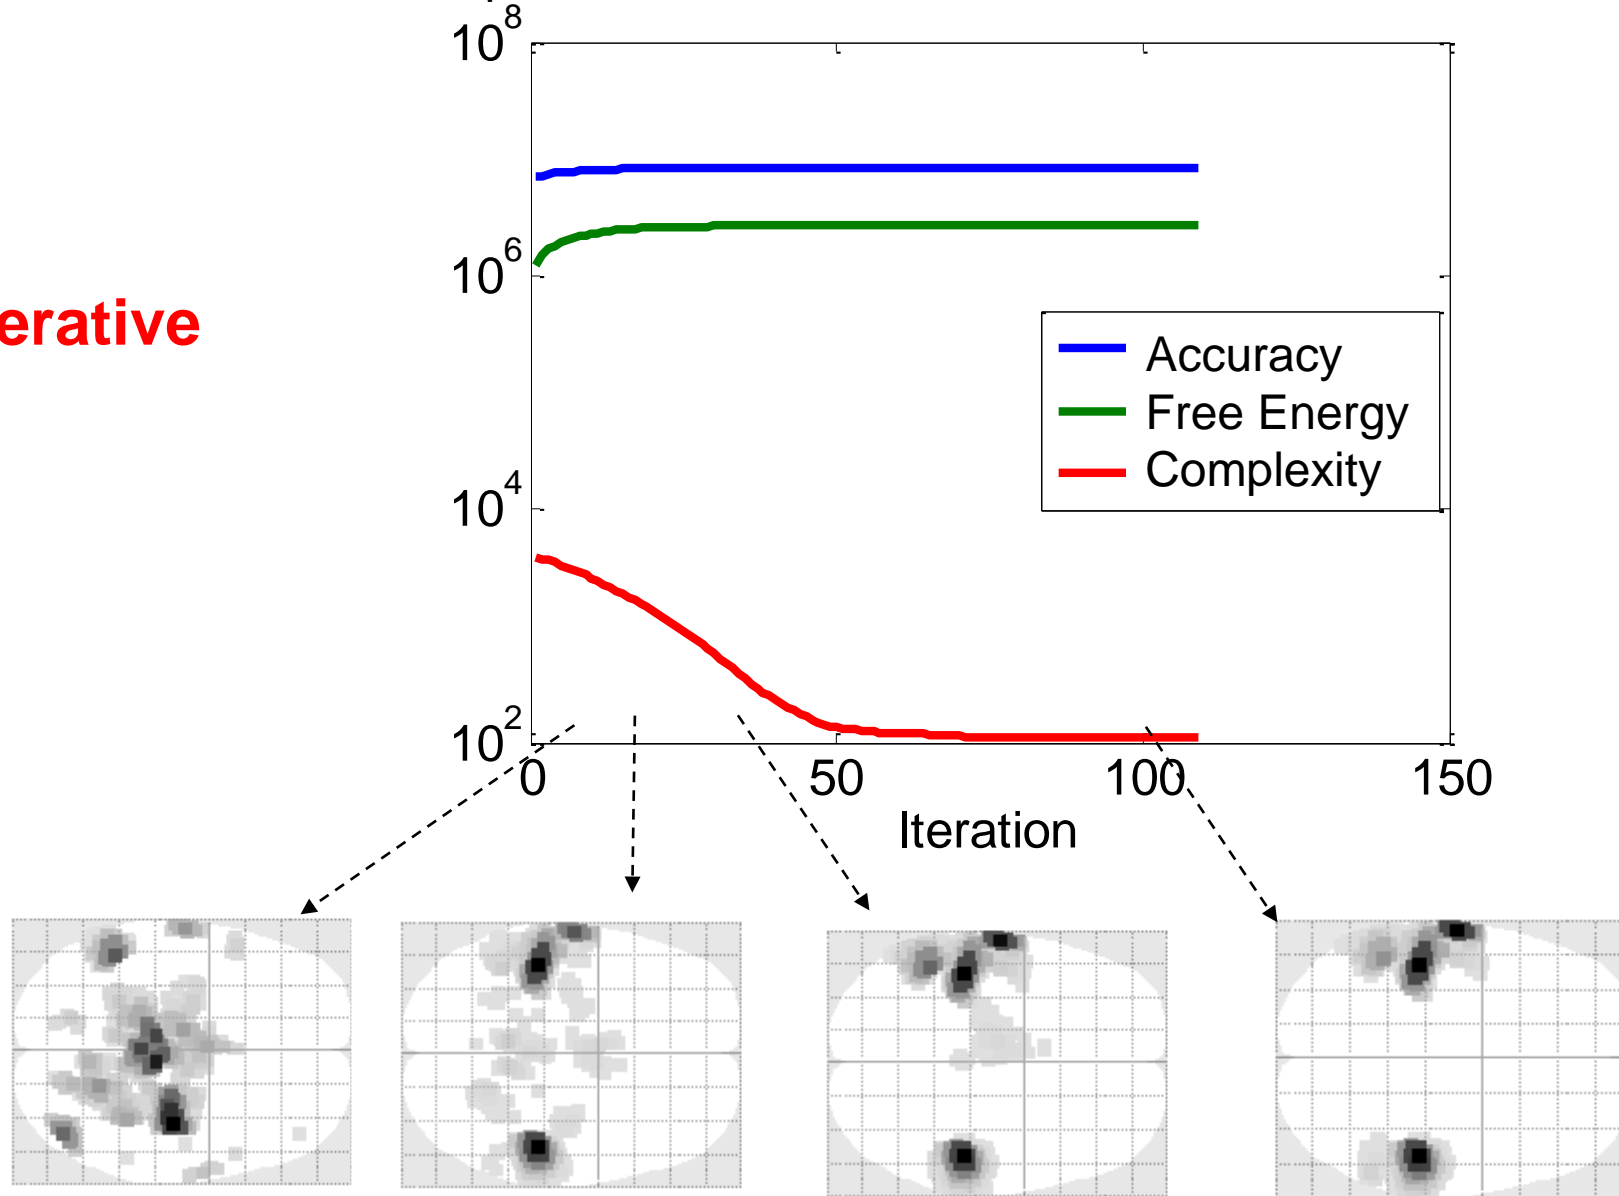 10^8
10^6
erative
Accuracy
Free Energy
Complexity
10^4
10^2
0 50 100 150
Iteration